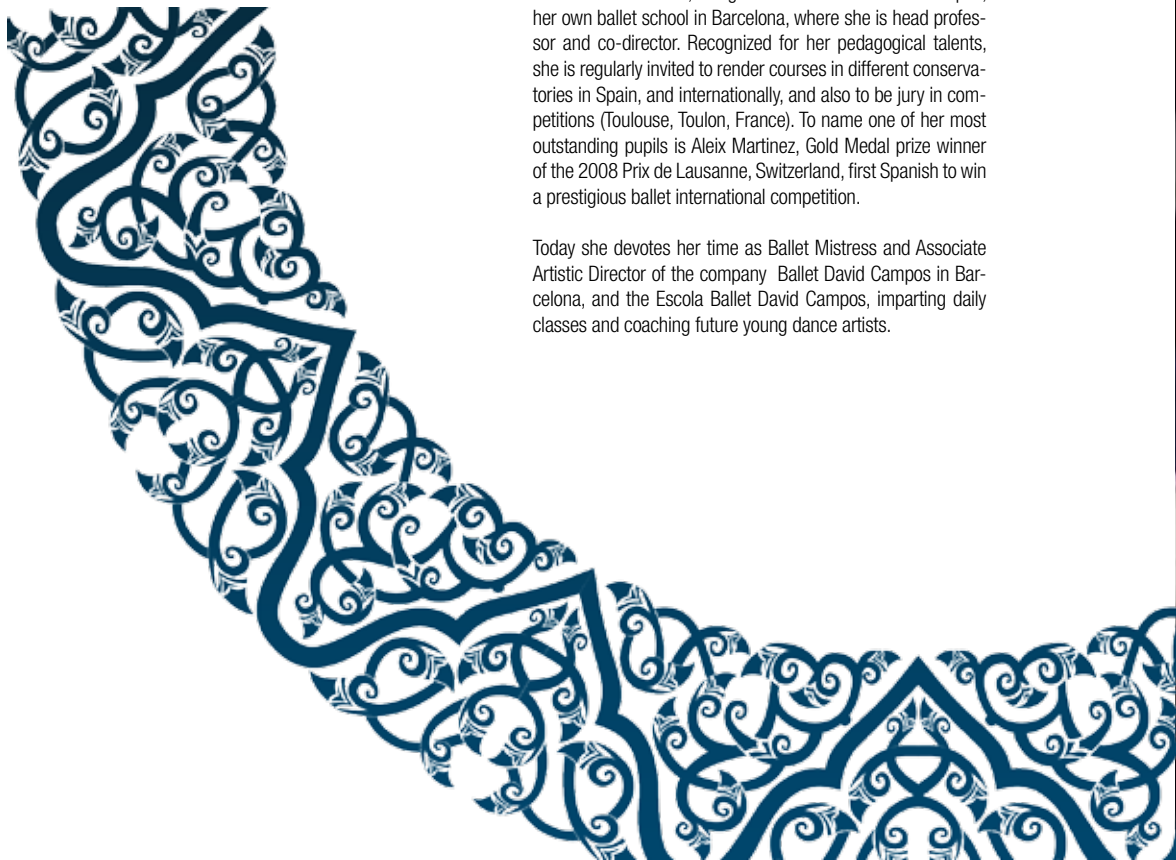 her own ballet school in Barcelona, where she is head profes-
sor and co-director. Recognized for her pedagogical talents,
she is regularly invited to render courses in different conserva-
tories in Spain, and internationally, and also to be jury in com-
petitions (Toulouse, Toulon, France). To name one of her most
outstanding pupils is Aleix Martinez, Gold Medal prize winner
of the 2008 Prix de Lausanne, Switzerland, first Spanish to win
a prestigious ballet international competition.
Today she devotes her time as Ballet Mistress and Associate
Artistic Director of the company Ballet David Campos in Bar-
celona, and the Escola Ballet David Campos, imparting daily
classes and coaching future young dance artists.